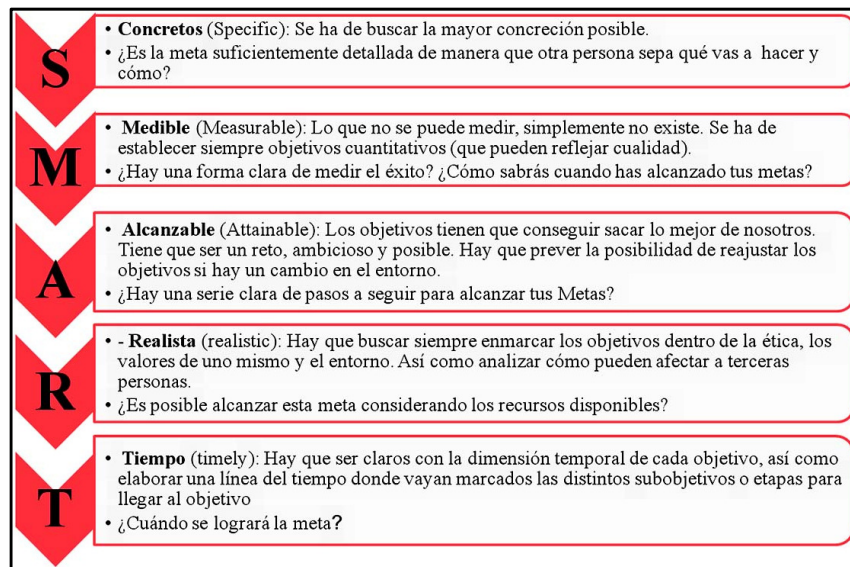 S
• Concretos (Specific): Se ha de buscar la mayor concreción posible.
• ¿Es la meta suficientemente detallada de manera que otra persona sepa qué vas a hacer y
cómo?
M
• Medible (Measurable): Lo que no se puede medir, simplemente no existe. Se ha de
establecer siempre objetivos cuantitativos (que pueden reflejar cualidad).
• ¿Hay una forma clara de medir el éxito? ¿Cómo sabrás cuando has alcanzado tus metas?
A
• Alcanzable (Attainable): Los objetivos tienen que conseguir sacar lo mejor de nosotros.
Tiene que ser un reto, ambicioso y posible. Hay que prever la posibilidad de reajustar los
objetivos si hay un cambio en el entorno.
• ¿Hay una serie clara de pasos a seguir para alcanzar tus Metas?
R
• - Realista (realistic): Hay que buscar siempre enmarcar los objetivos dentro de la ética, los
valores de uno mismo y el entorno. Así como analizar cómo pueden afectar a terceras
personas.
• ¿Es posible alcanzar esta meta considerando los recursos disponibles?
T
• Tiempo (timely): Hay que ser claros con la dimensión temporal de cada objetivo, así como
elaborar una línea del tiempo donde vayan marcados las distintos subobjetivos o etapas para
llegar al objetivo
• ¿Cuándo se logrará la meta?